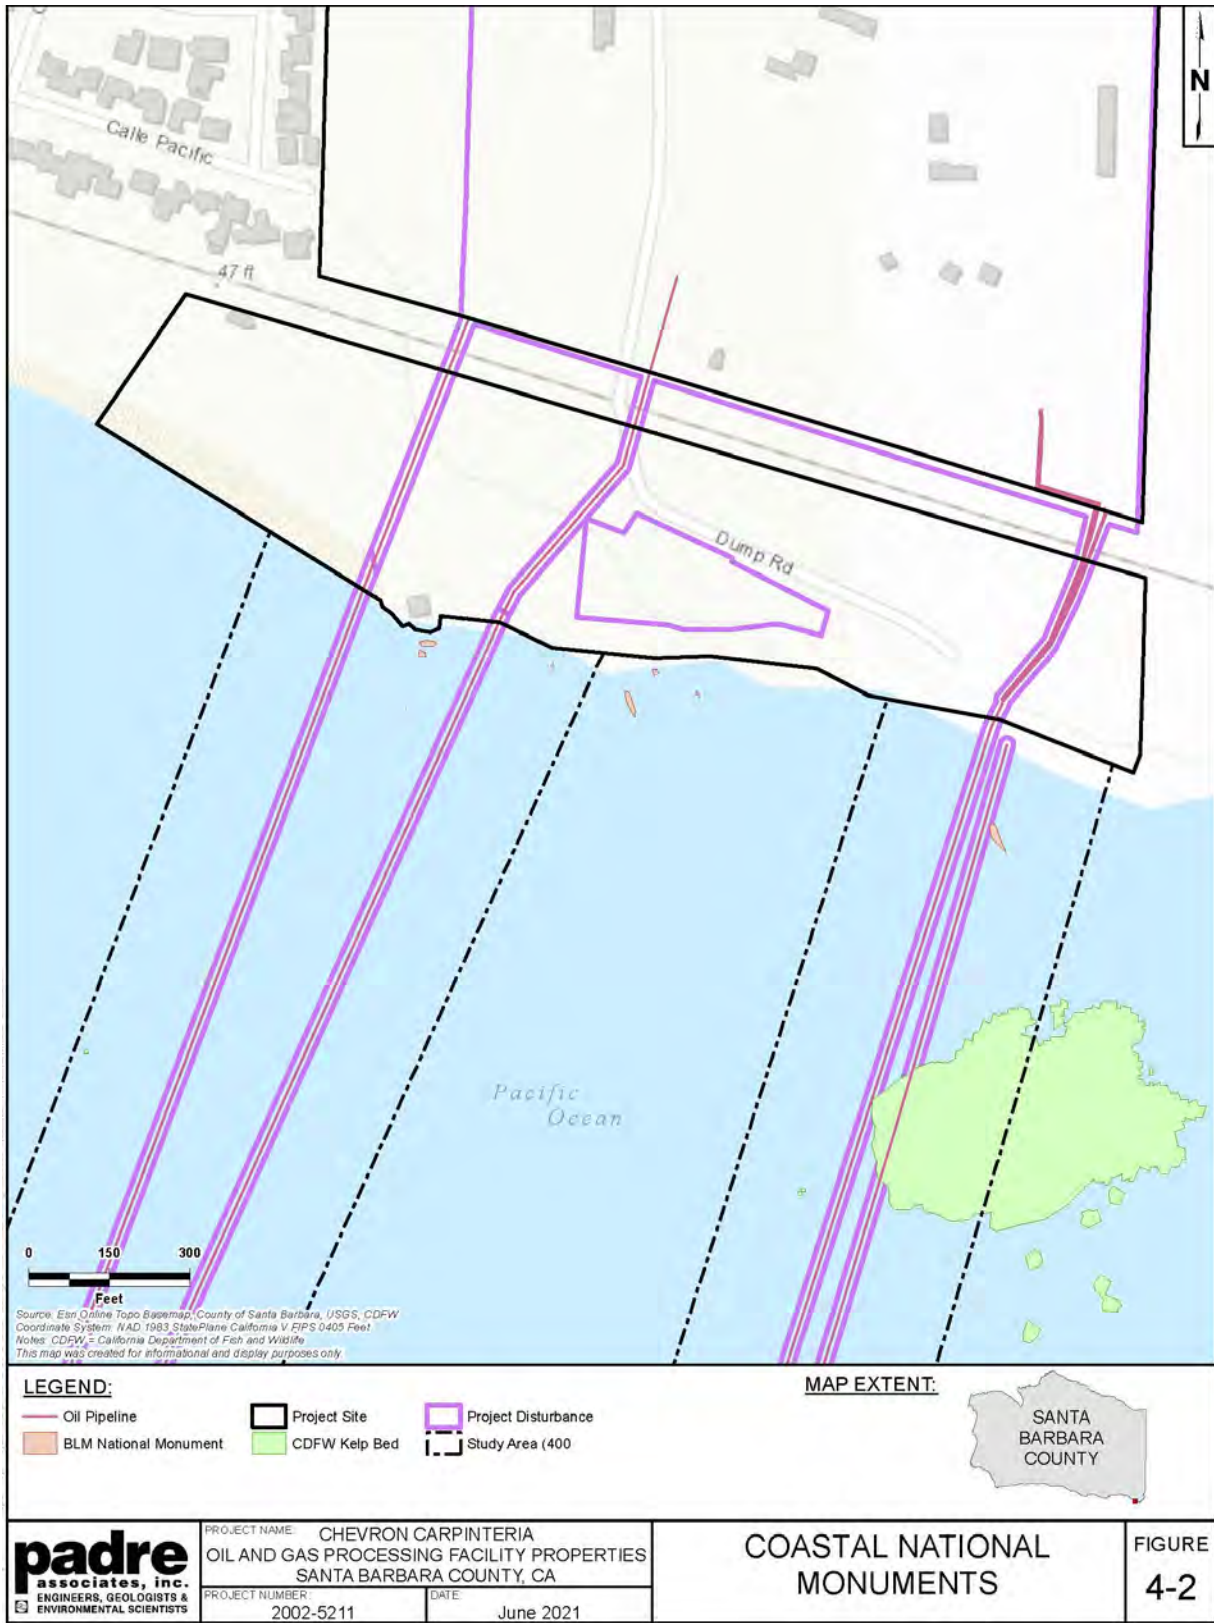 N
Calle Pacific
47 ft
Dump Rd
Pacific
Ocean
0 150 300
Feet
Source: Esri Online Topo Basemap, County of Santa Barbara, USGS, CDFW
Coordinate System: NAD 1983 StatePlane California V FIPS 0405 Feet
Notes: CDFW = California Department of Fish and Wildlife
This map was created for informational and display purposes only.
LEGEND:
Oil Pipeline
BLM National Monument
Project Site
CDFW Kelp Bed
Project Disturbance
Study Area (400
MAP EXTENT:
SANTA
BARBARA
COUNTY
padre
associates, inc.
ENGINEERS, GEOLOGISTS &
ENVIRONMENTAL SCIENTISTS
PROJECT NAME: CHEVRON CARPINTERIA
OIL AND GAS PROCESSING FACILITY PROPERTIES
SANTA BARBARA COUNTY, CA
PROJECT NUMBER:
2002-5211
DATE:
June 2021
COASTAL NATIONAL
MONUMENTS
FIGURE
4-2